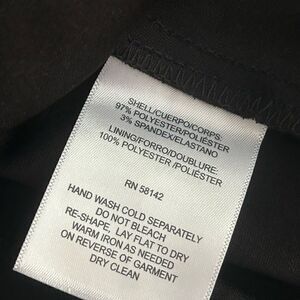 SHELL/CUERPO/CORPS:
97% POLYESTER/POLIÉSTER
3% SPANDEX/ELASTANO
LINING/FORRO/DOUBLURE:
100% POLYESTER /POLIÉSTER
RN 58142
HAND WASH COLD SEPARATELY
DO NOT BLEACH
RE-SHAPE, LAY FLAT TO DRY
WARM IRON AS NEEDED
ON REVERSE OF GARMENT
DRY CLEAN